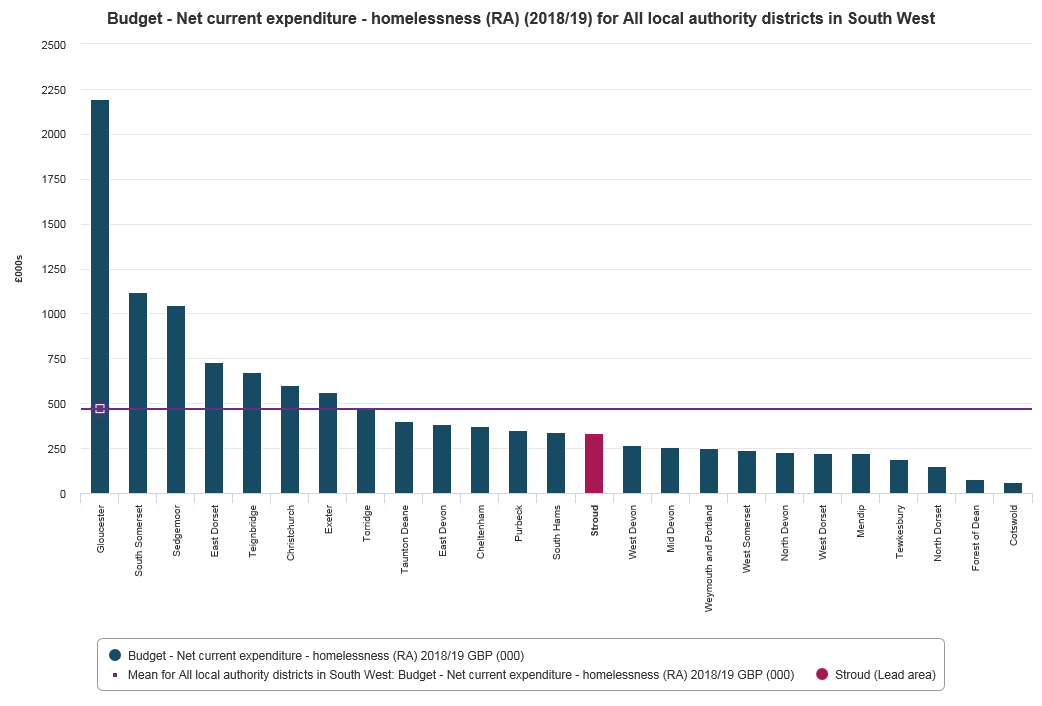 Budget - Net current expenditure - homelessness (RA) (2018/19) for All local authority districts in South West
2500
2250
2000
1750
1500
1250
1000
750
500
250
0
£000s
Gloucester
South Somerset
Sedgemoor
East Dorset
Teignbridge
Christchurch
Exeter
Torridge
Taunton Deane
East Devon
Cheltenham
Purbeck
South Hams
Stroud
West Devon
Mid Devon
Weymouth and Portland
West Somerset
North Devon
West Dorset
Mendip
Tewkesbury
North Dorset
Forest of Dean
Cotswold
Budget - Net current expenditure - homelessness (RA) 2018/19 GBP (000)
Mean for All local authority districts in South West: Budget - Net current expenditure - homelessness (RA) 2018/19 GBP (000)
Stroud (Lead area)